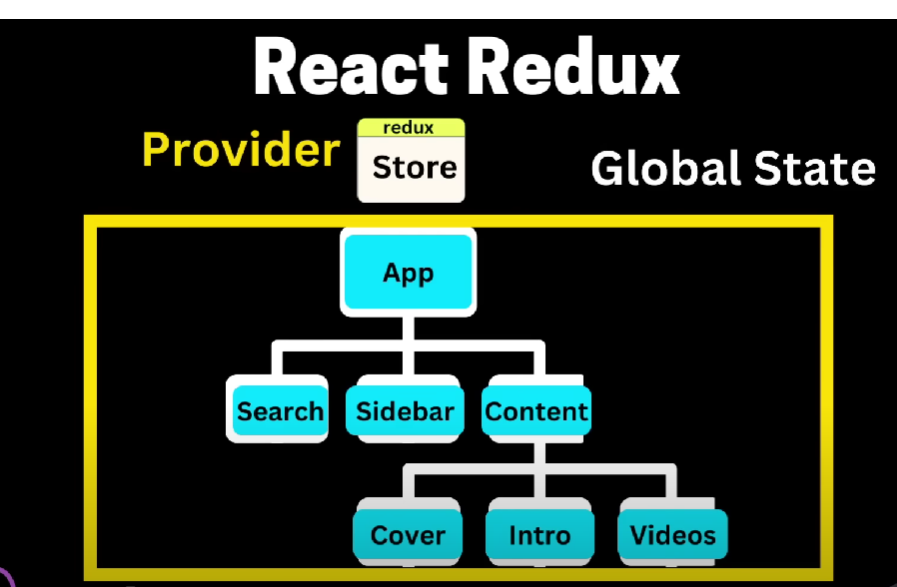 React Redux
redux
Provider
Store
Global State
App
Search Sidebar Content
Cover Intro Videos